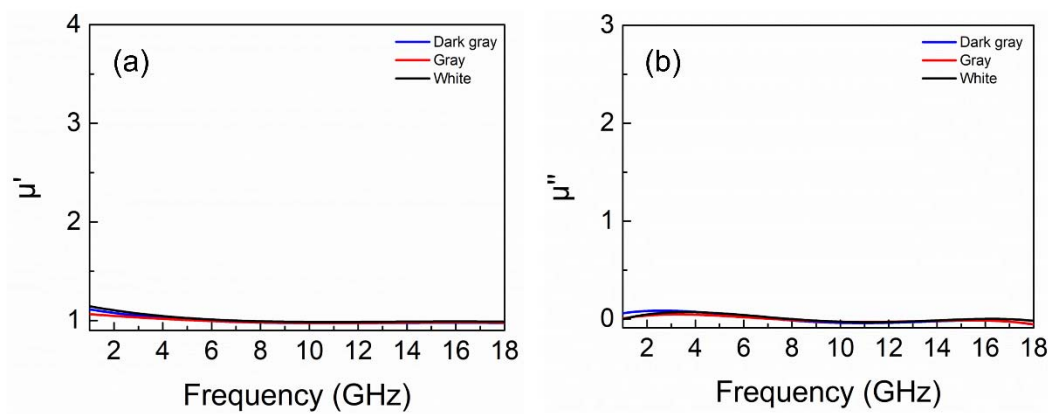 (a)
Dark gray
Gray
White
4
3
2
1
μ'
2 4 6 8 10 12 14 16 18
Frequency (GHz)
(b)
Dark gray
Gray
White
3
2
1
0
μ"
2 4 6 8 10 12 14 16 18
Frequency (GHz)